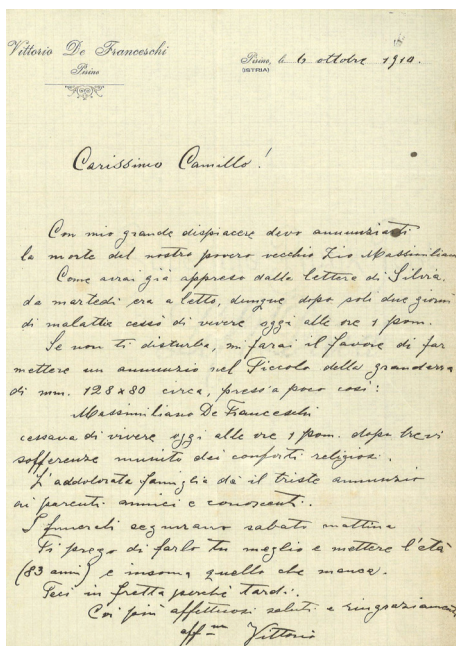 Vittorio De Franceschi
Pisino
Pisino, li 6 ottobre 1910.
(ISTRIA)
Carissimo Camillo!
Con mio grande dispiacere devo annunziarti
la morte del nostro povero vecchio Zio Massimiliano
Come avrai già appreso dalla lettera di Silvia,
da martedì era a letto, dunque dopo soli due giorni
di malattia cessò di vivere oggi alle ore 1 pom.
Se non ti disturba, mi farai il favore di far
mettere un annunzio nel Piccolo della grandezza
di mm. 128x80 circa, press'a poco così:
Massimiliano De Franceschi
cessava di vivere oggi alle ore 1 pom. dopo brevi
sofferenze munito dei conforti religiosi.
L'addolorata famiglia dà il triste annunzio
ai parenti amici e conoscenti.
I funerali seguirano sabato mattina
Ti prego di farlo tu meglio e mettere l'età
(83 anni) e insoma quello che manca.
Feci in fretta perchè tardi.
Coi più affettuosi saluti e ringraziamenti
aff.mo Vittorio